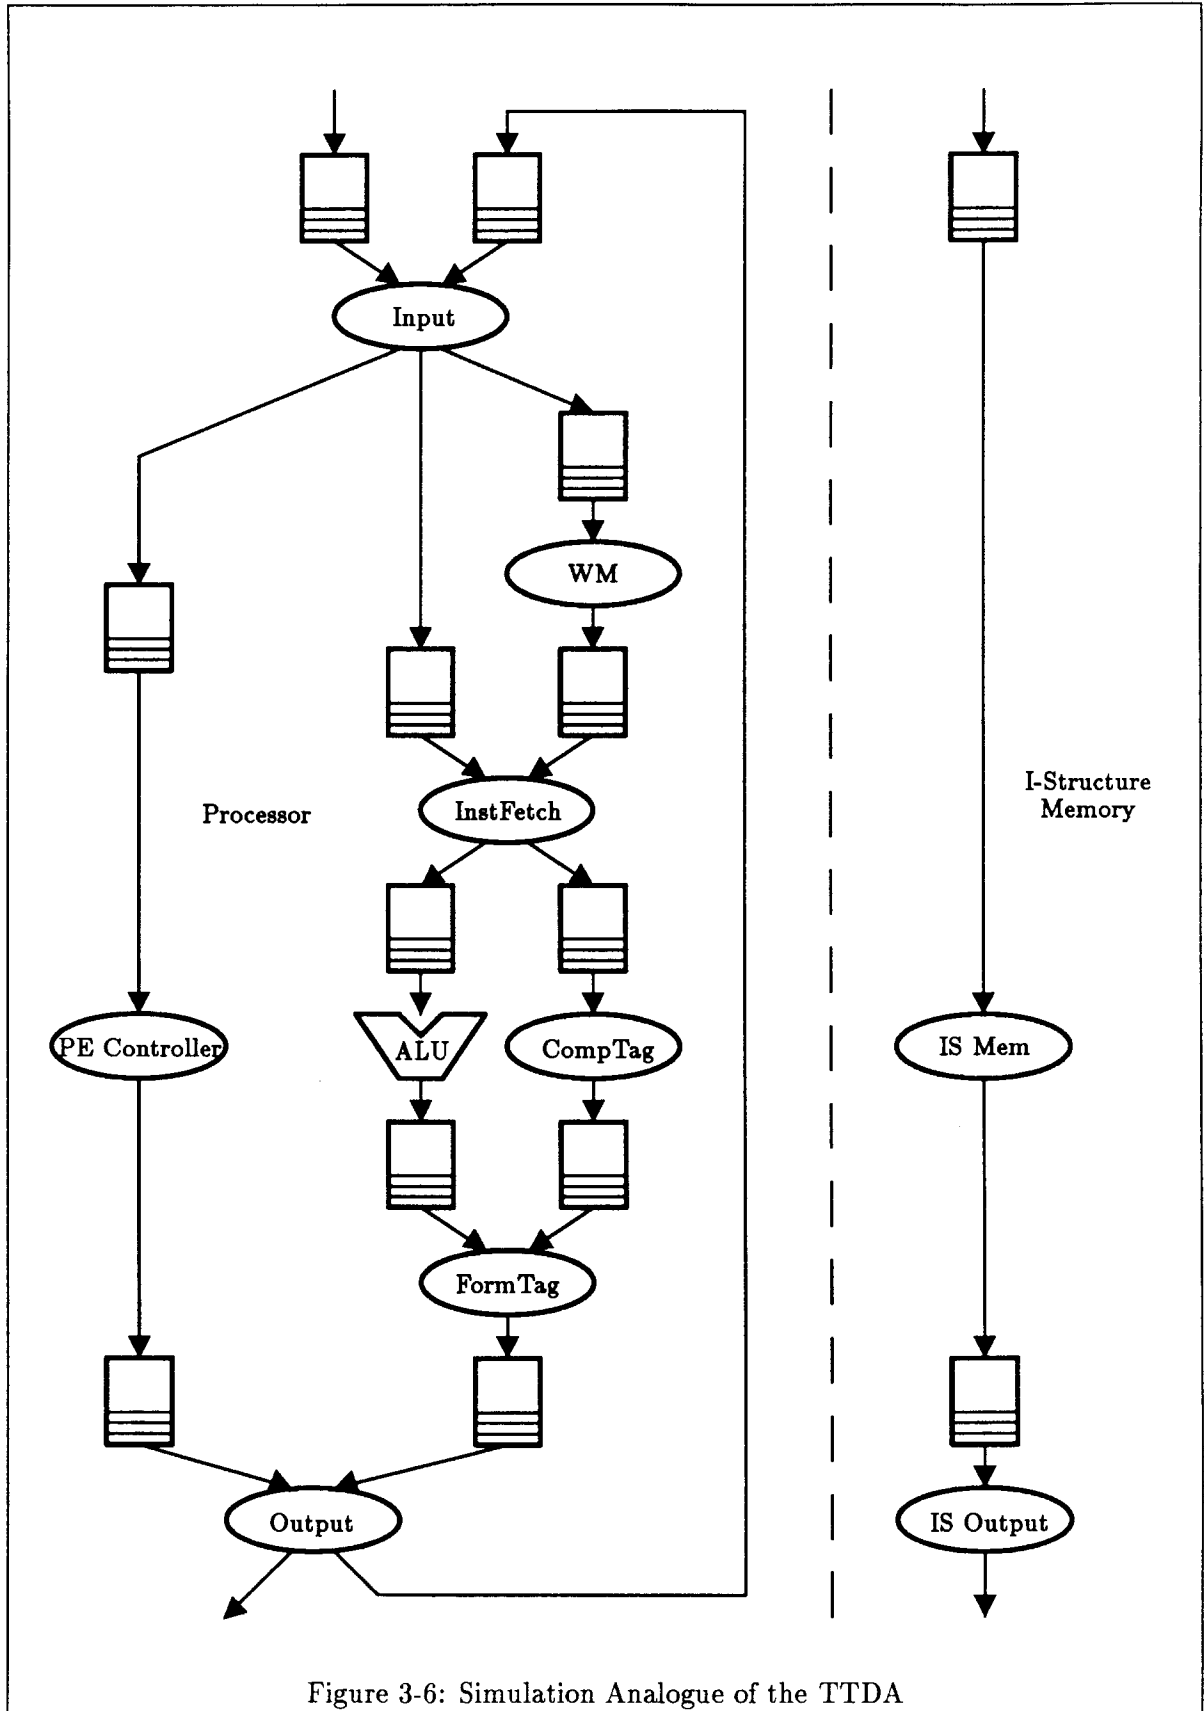 Input
WM
Processor
InstFetch
I-Structure
Memory
PE Controller
ALU
CompTag
IS Mem
FormTag
Output
IS Output
Figure 3-6: Simulation Analogue of the TTDA